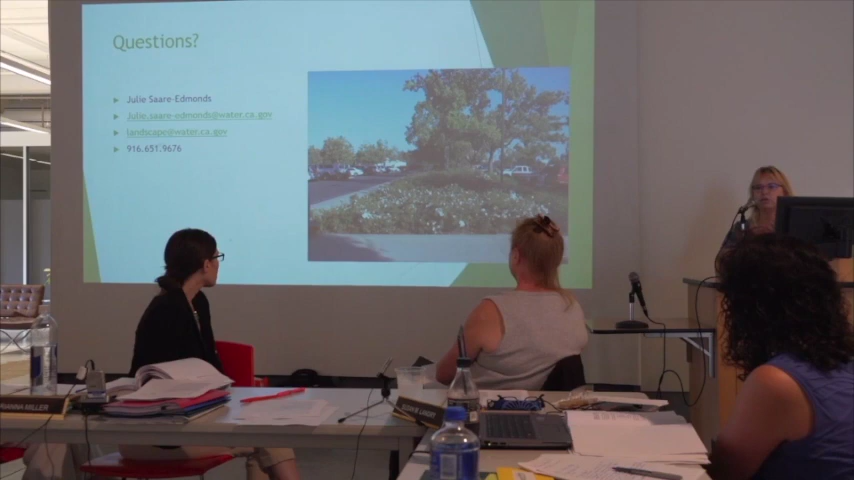 Questions?
Julie Saare-Edmonds
Julie.saare-edmonds@water.ca.gov
landscape@water.ca.gov
916.651.9676